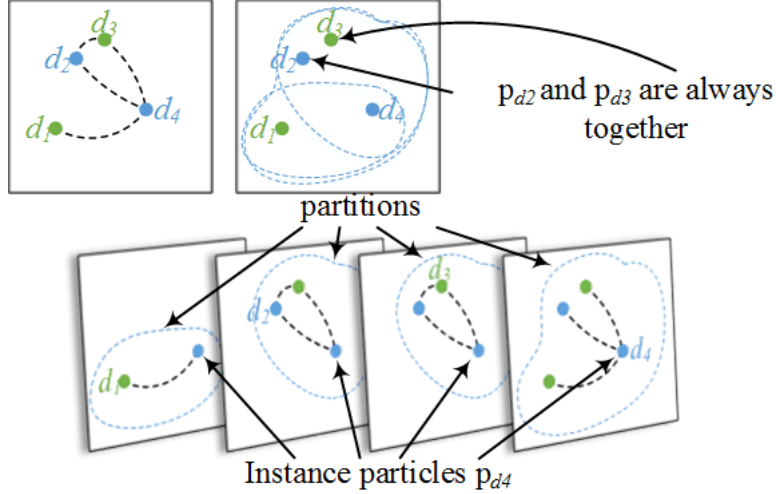 d3
d2
d4
d1
d3
d2
d4
d1
pd2 and pd3 are always
together
partitions
d1
d2
d3
d4
Instance particles pd4